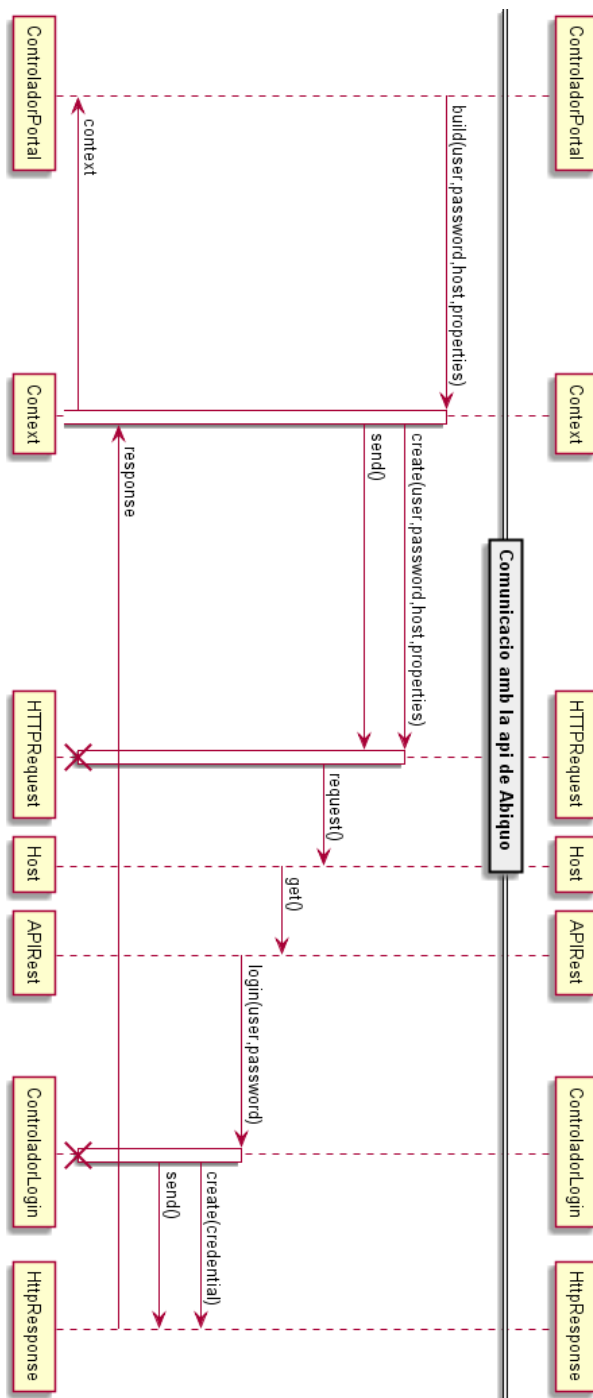 ControladorPortal
Context
HTTPRequest
Host
APIRest
ControladorLogin
HttpResponse
Comunicacio amb la api de Abiquo
build(user,password,host,properties)
create(user,password,host,properties)
send()
request()
get()
login(user,password)
create(credential)
send()
response
context
ControladorPortal
Context
HTTPRequest
Host
APIRest
ControladorLogin
HttpResponse